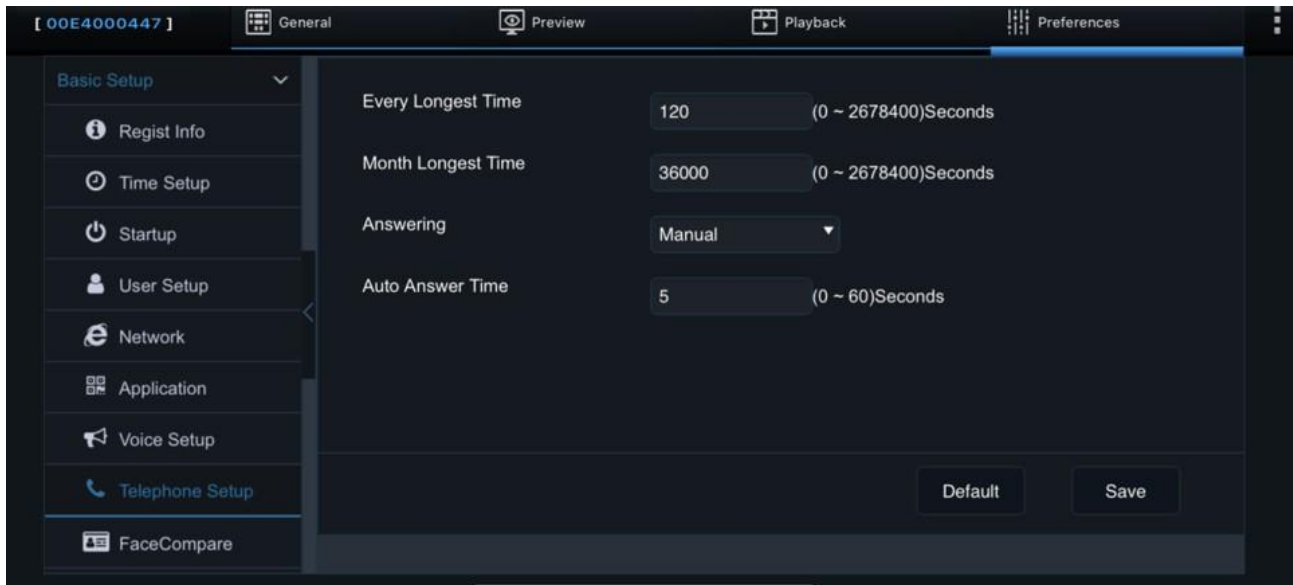 [ 00E4000447 ] General Preview Playback Preferences
Basic Setup
Regist Info
Time Setup
Startup
User Setup
Network
Application
Voice Setup
Telephone Setup
FaceCompare
Every Longest Time 120 (0 ~ 2678400)Seconds
Month Longest Time 36000 (0 ~ 2678400)Seconds
Answering Manual
Auto Answer Time 5 (0 ~ 60)Seconds
Default Save